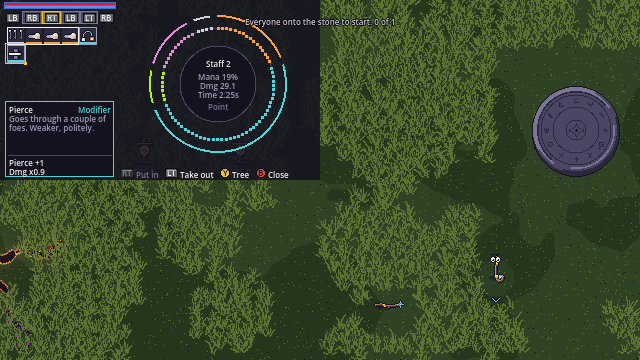 Everyone onto the stone to start: 0 of 1
LB RB RT LB LT RB
Staff 2
Mana 19%
Dmg 29.1
Time 2.25s
Point
Pierce Modifier
Goes through a couple of
foes. Weaker, politely.
Pierce +1
Dmg x0.9
RT Put in LT Take out Y Tree B Close